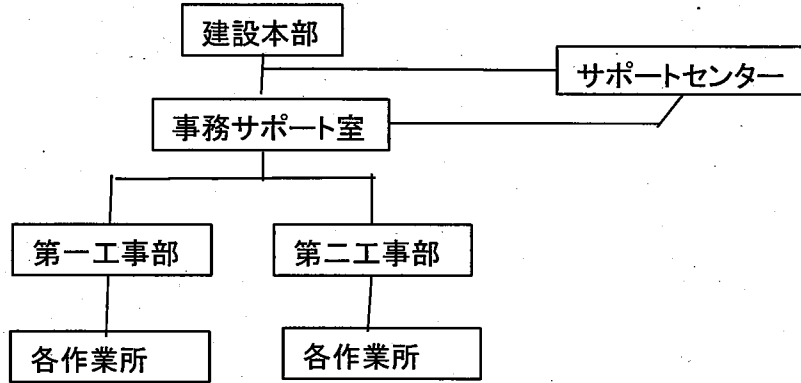 建設本部
サポートセンター
事務サポート室
第一工事部
第二工事部
各作業所
各作業所